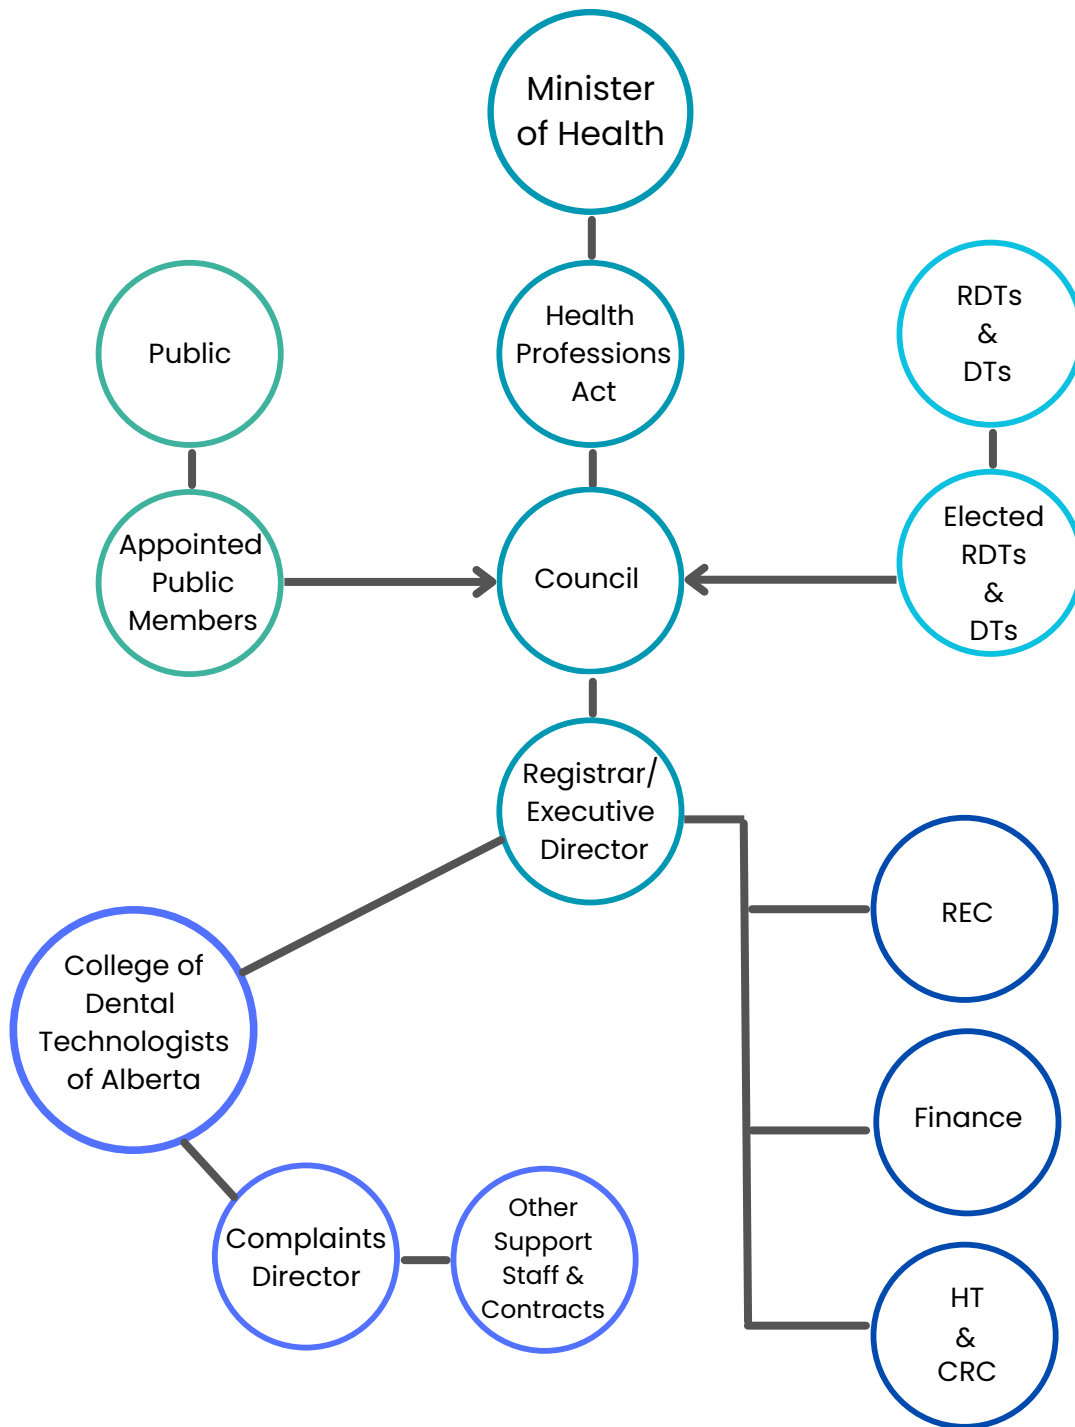 Minister
of Health
Public
Health
Professions
Act
RDTs
&
DTs
Appointed
Public
Members
Council
Elected
RDTs
&
DTs
Registrar/
Executive
Director
REC
College of
Dental
Technologists
of Alberta
Finance
Complaints
Director
Other
Support
Staff &
Contracts
HT
&
CRC